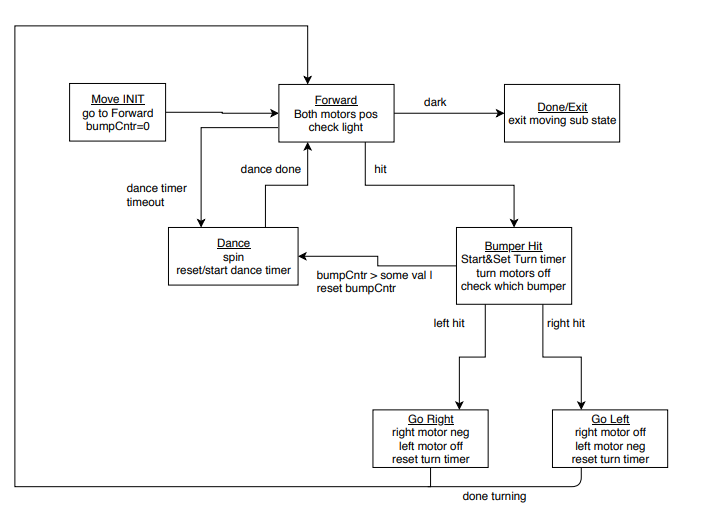 Move INIT
go to Forward
bumpCntr=0
Forward
Both motors pos
check light
dark
Done/Exit
exit moving sub state
dance done
hit
dance timer
timeout
Dance
spin
reset/start dance timer
bumpCntr > some val I
reset bumpCntr
Bumper Hit
Start&Set Turn timer
turn motors off
check which bumper
left hit
right hit
Go Right
right motor neg
left motor off
reset turn timer
Go Left
right motor off
left motor neg
reset turn timer
done turning